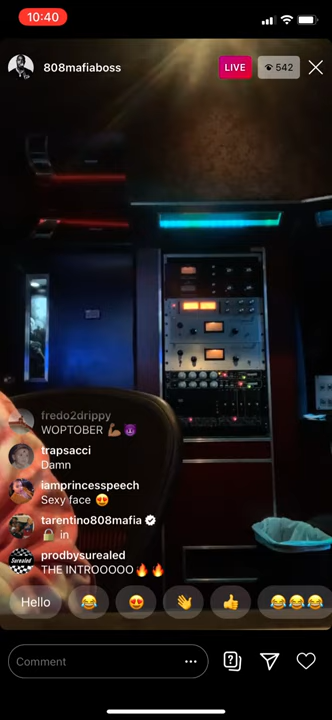 10:40
808mafiaboss
LIVE
542
fredo2drippy
WOPTOBER 💪🏾😈
trapsacci
Damn
iamprincesspeech
Sexy face 😍
tarentino808mafia
🔒 in
prodbysurealed
THE INTROOOOO 🔥🔥
Hello 😂 😍 👋 👍 😂😂😂
Comment